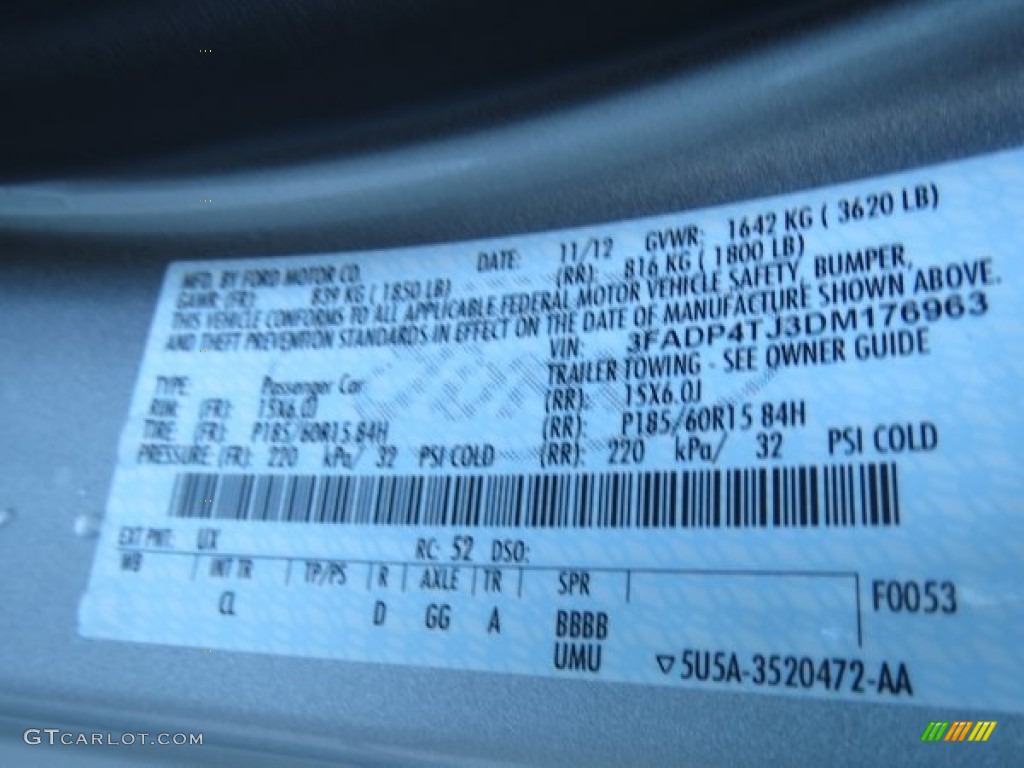 MFD. BY FORD MOTOR CO. DATE: 11/12 GVWR: 1642 KG ( 3620 LB)
GAWR: (FR): 839 KG ( 1850 LB) (RR): 816 KG ( 1800 LB)
THIS VEHICLE CONFORMS TO ALL APPLICABLE FEDERAL MOTOR VEHICLE SAFETY, BUMPER,
AND THEFT PREVENTION STANDARDS IN EFFECT ON THE DATE OF MANUFACTURE SHOWN ABOVE.
VIN: 3FADP4TJ3DM176963
TYPE: Passenger Car TRAILER TOWING - SEE OWNER GUIDE
RIM: (FR): 15X6.0J (RR): 15X6.0J
TIRE: (FR): P185/60R15 84H (RR): P185/60R15 84H
PRESSURE: (FR): 220 kPa/ 32 PSI COLD (RR): 220 kPa/ 32 PSI COLD
EXT PNT: UX RC: 52 DSO:
WB INT TR TP/PS R AXLE TR SPR F0053
CL D GG A BBBB
UMU 5U5A-3520472-AA
GTCARLOT.COM